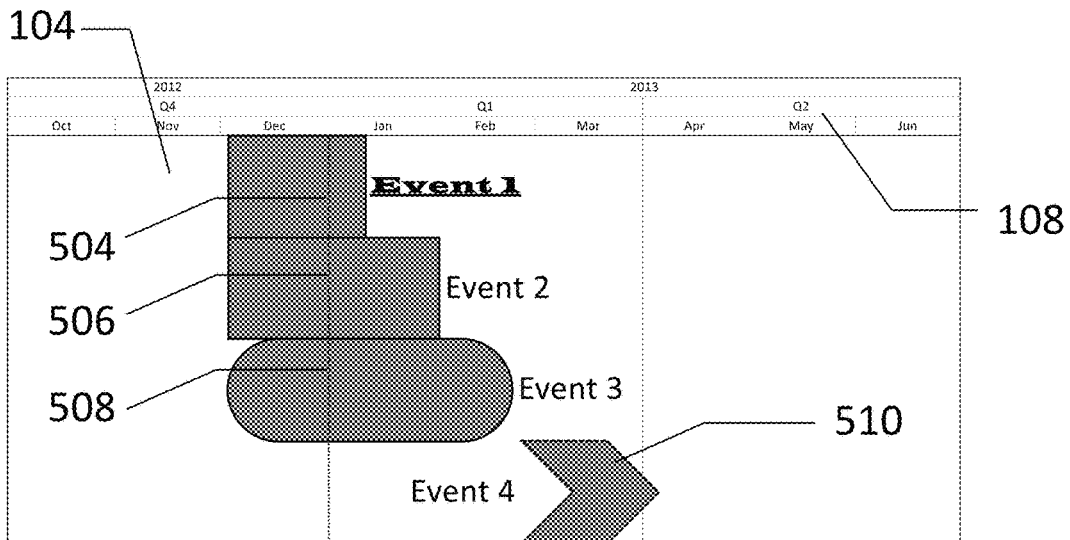 104
2012 2013
Q4 Q1 Q2
Oct Nov Dec Jan Feb Mar Apr May Jun
Event 1
504
108
Event 2
506
Event 3
508
510
Event 4